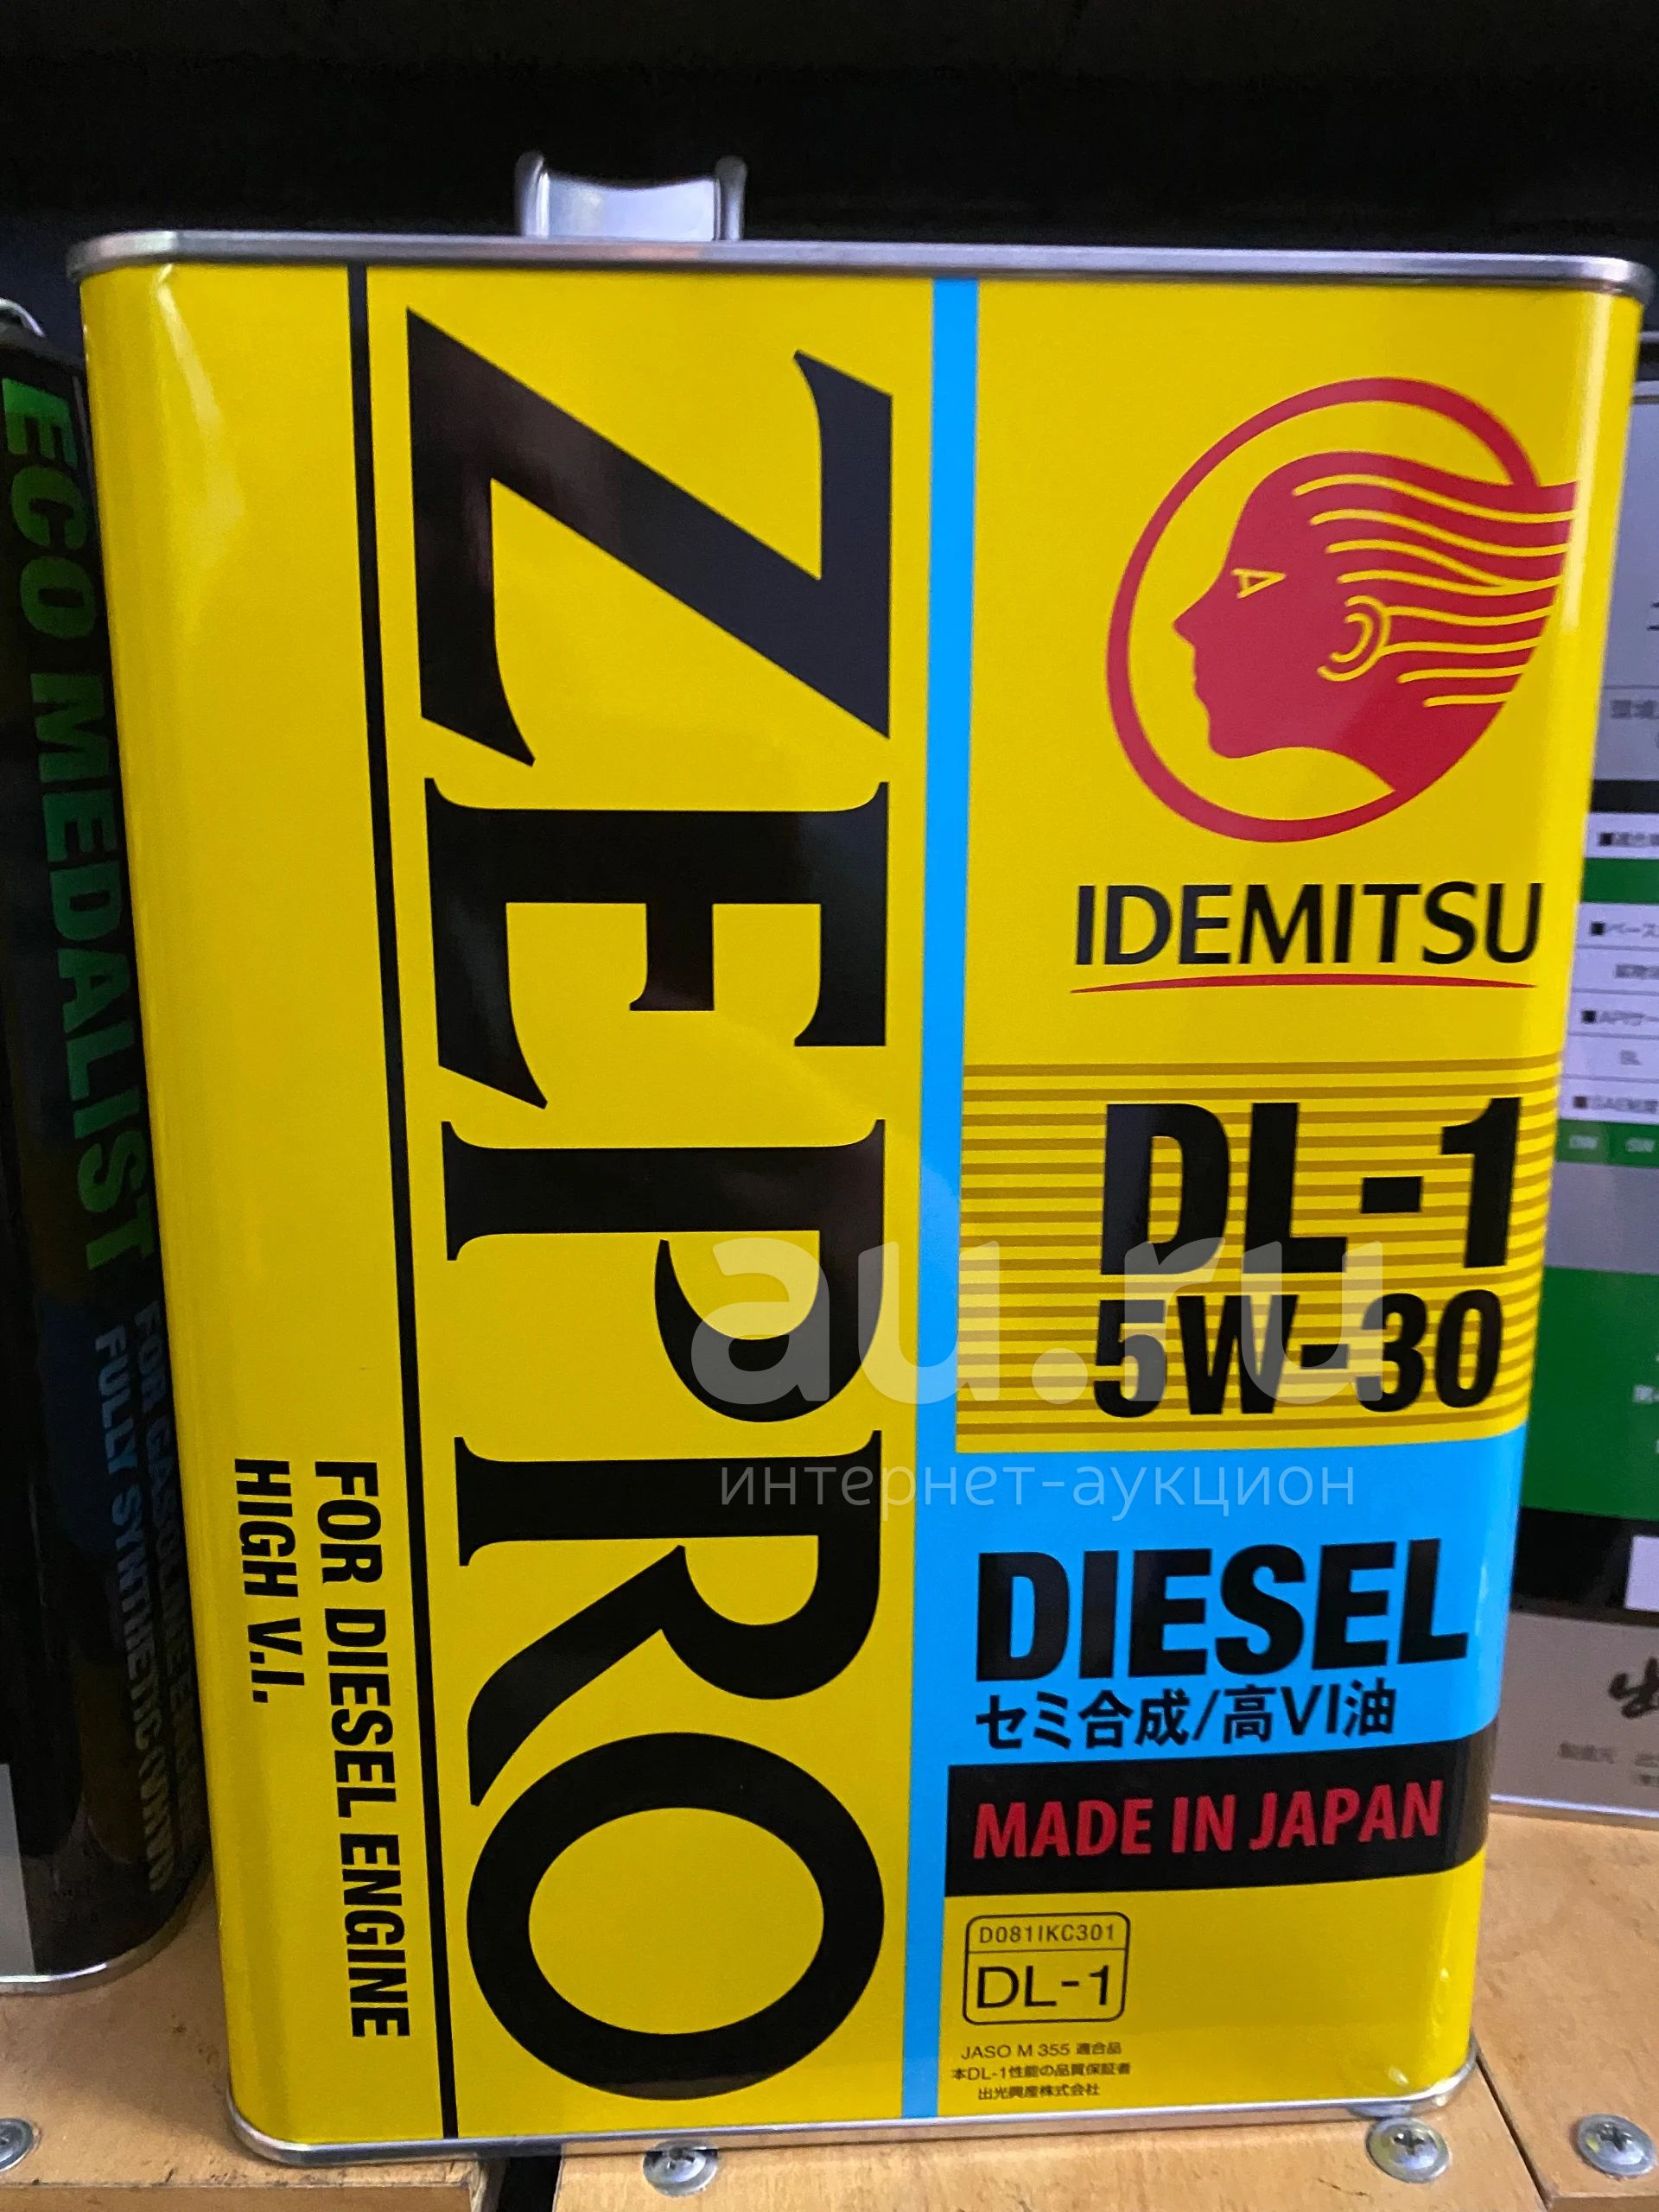 ZEPRO
FOR DIESEL ENGINE
HIGH V.I.
IDEMITSU
DL-1
5W-30
DIESEL
セミ合成/高VI油
MADE IN JAPAN
D081IKC301
DL-1
JASO M 355 適合品
本DL-1性能の品質保証者
出光興産株式会社
au.ru
интернет-аукцион
ECO MEDALIST
FOR GASOLINE
FULLY SYNTHETIC